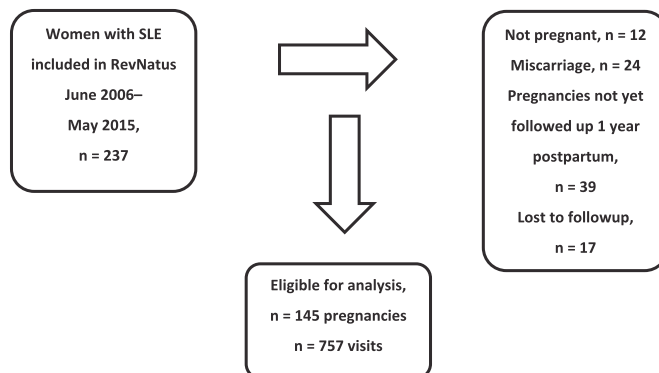 Women with SLE
included in RevNatus
June 2006–
May 2015,
n = 237
Not pregnant, n = 12
Miscarriage, n = 24
Pregnancies not yet
followed up 1 year
postpartum,
n = 39
Lost to followup,
n = 17
Eligible for analysis,
n = 145 pregnancies
n = 757 visits